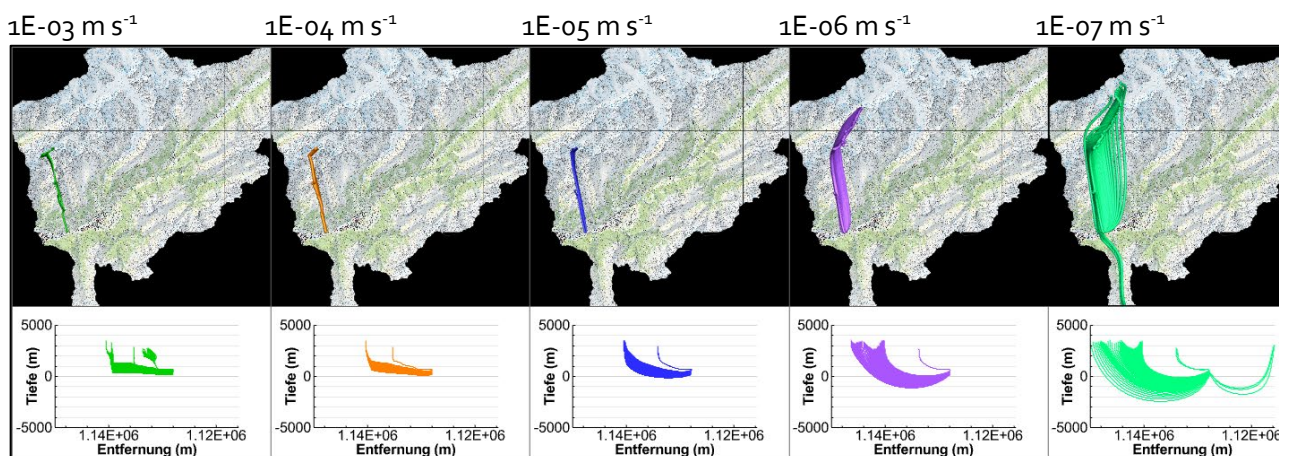 1E-03 m s⁻¹ 1E-04 m s⁻¹ 1E-05 m s⁻¹ 1E-06 m s⁻¹ 1E-07 m s⁻¹
5000 5000 5000 5000 5000
Tiefe (m) Tiefe (m) Tiefe (m) Tiefe (m) Tiefe (m)
0 0 0 0 0
-5000 -5000 -5000 -5000 -5000
1.14E+06 1.12E+06 1.14E+06 1.12E+06 1.14E+06 1.12E+06 1.14E+06 1.12E+06 1.14E+06 1.12E+06
Entfernung (m) Entfernung (m) Entfernung (m) Entfernung (m) Entfernung (m)